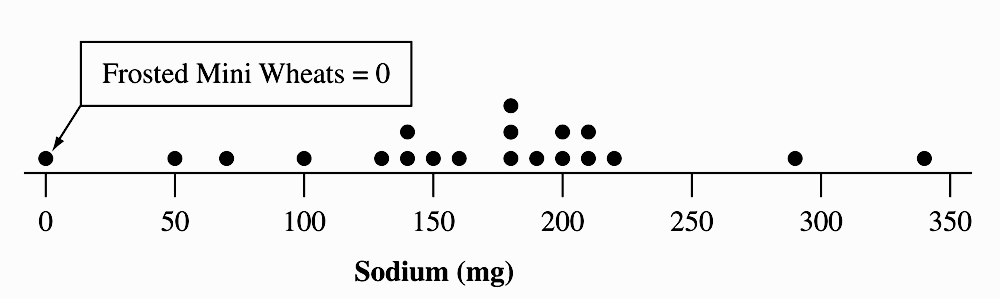 Frosted Mini Wheats = 0
0 50 100 150 200 250 300 350
Sodium (mg)